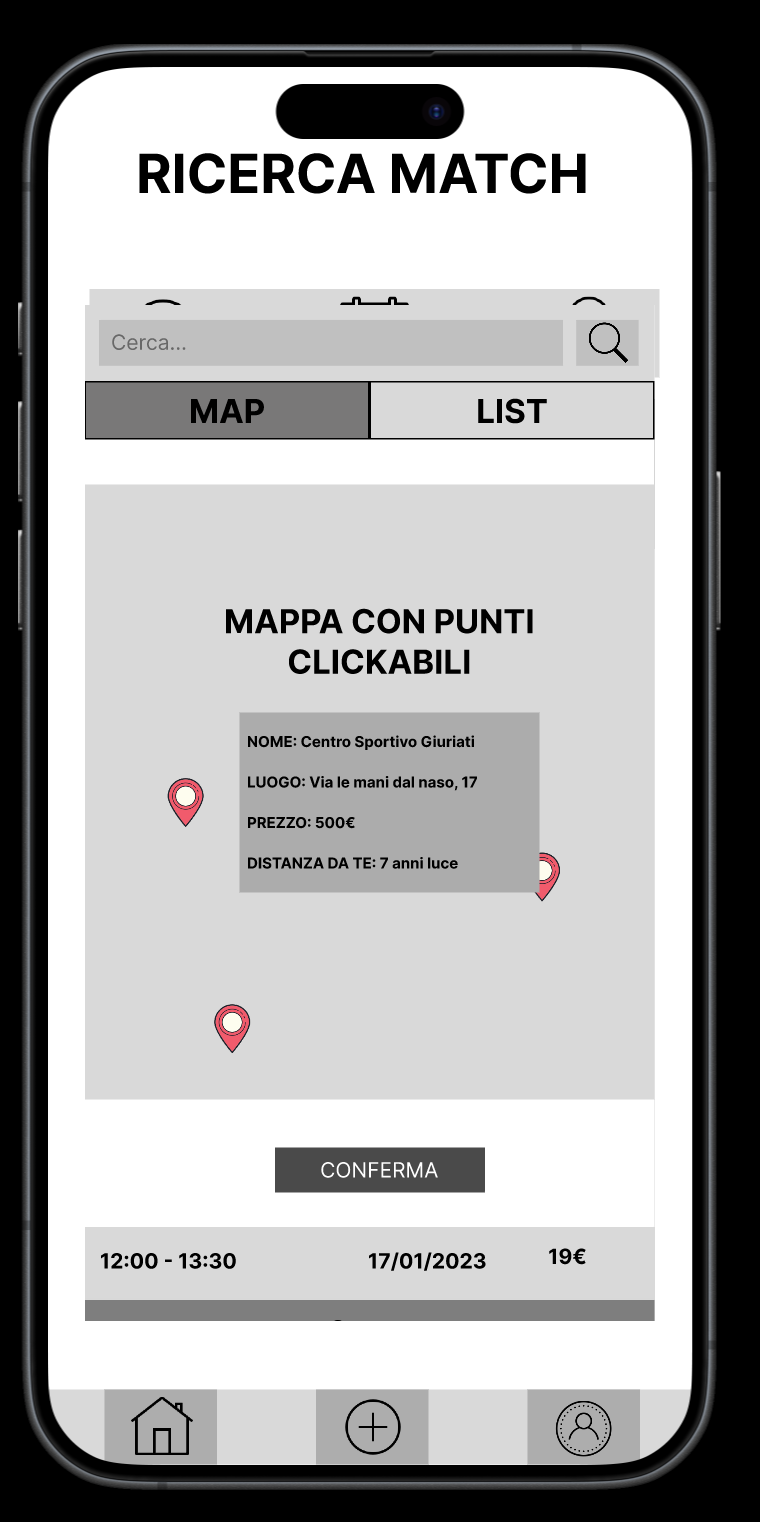 RICERCA MATCH
Cerca...
MAP
LIST
MAPPA CON PUNTI
CLICKABILI
NOME: Centro Sportivo Giuriati
LUOGO: Via le mani dal naso, 17
PREZZO: 500€
DISTANZA DA TE: 7 anni luce
CONFERMA
12:00 - 13:30
17/01/2023
19€